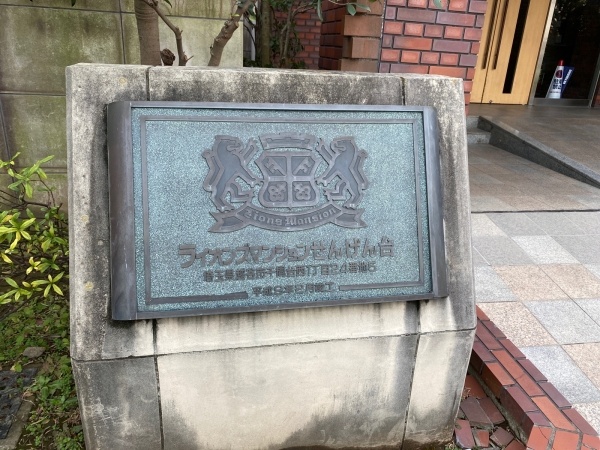 Lions Mansion
ライオンズマンションせんげん台
埼玉県越谷市千間台西1丁目24番地5
平成9年2月竣工